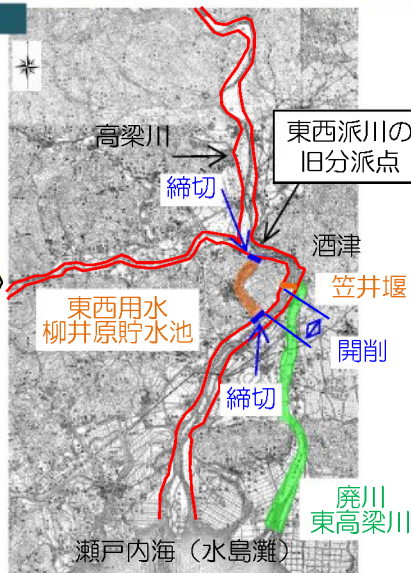 高梁川
東西派川の
旧分派点
締切
酒津
笠井堰
東西用水
柳井原貯水池
開削
締切
廃川
東高梁川
瀬戸内海（水島灘）